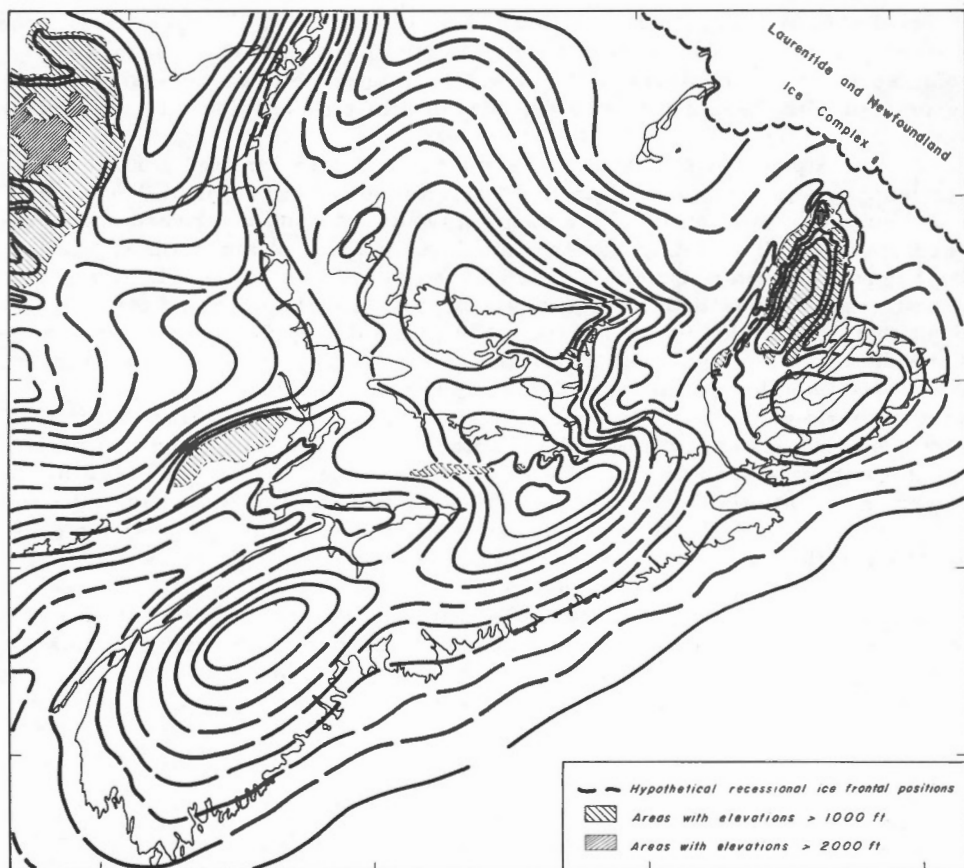 Laurentide and Newfoundland
Ice Complex
Hypothetical recessional ice frontal positions
Areas with elevations > 1000 ft.
Areas with elevations > 2000 ft.